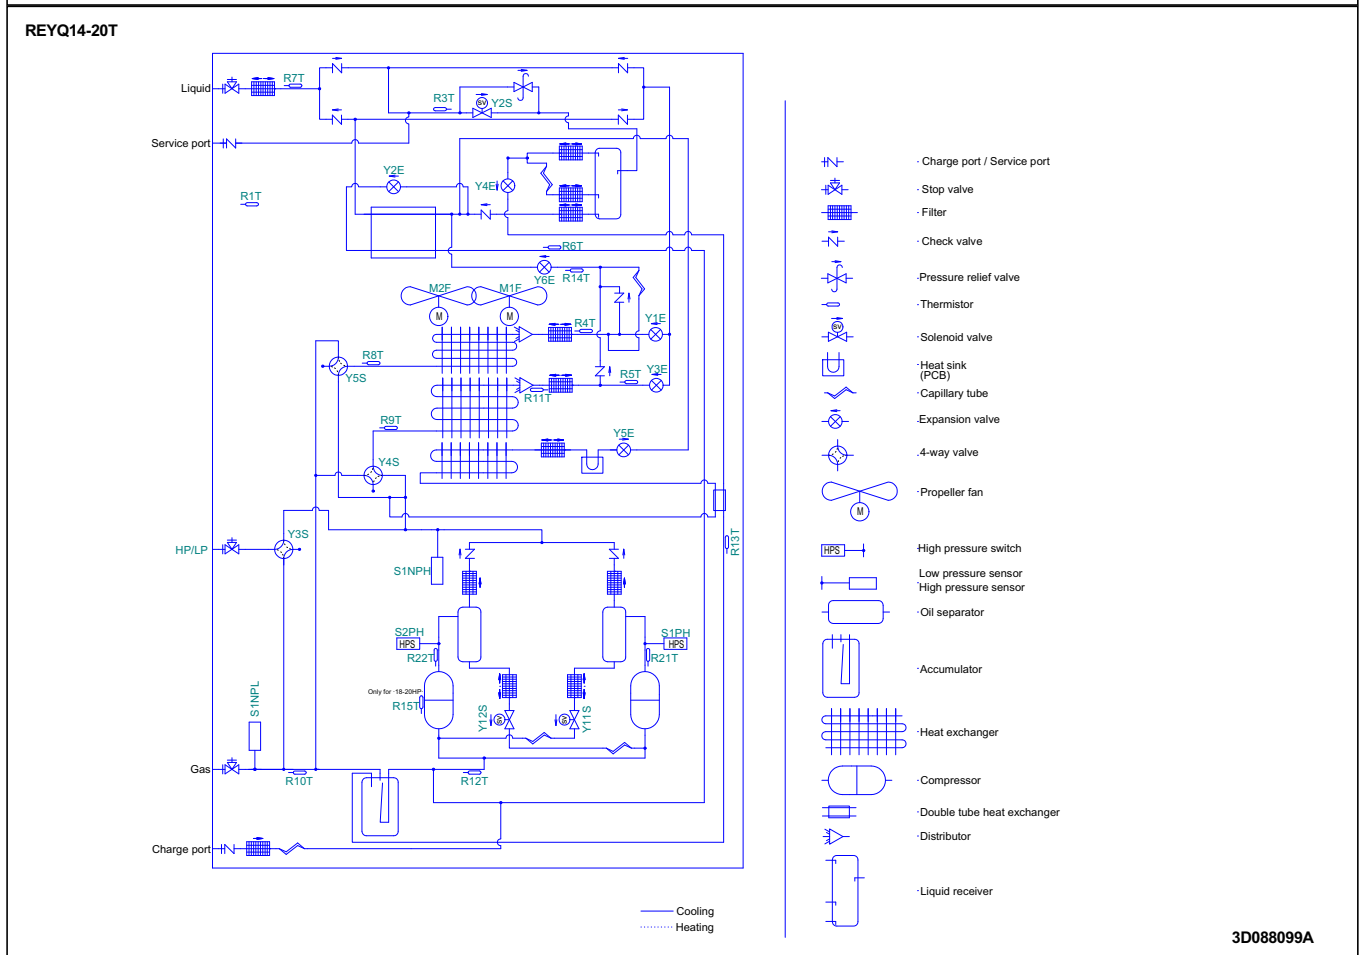 REYQ14-20T
Liquid
R7T
R3T
SV
Y2S
Service port
Y2E
Y4E
R1T
R6T
Y6E
R14T
M2F
M1F
M
M
R4T
Y1E
R8T
Y5S
R5T
Y3E
R11T
R9T
Y5E
Y4S
HP/LP
Y3S
R13T
S1NPH
S2PH
HPS
R22T
S1PH
HPS
R21T
Only for 18-20HP
R15T
S1NPL
Y12S
SV
SV
Y11S
Gas
R10T
R12T
Charge port
Cooling
Heating
Charge port / Service port
Stop valve
Filter
Check valve
Pressure relief valve
Thermistor
SV
Solenoid valve
Heat sink
(PCB)
Capillary tube
Expansion valve
4-way valve
Propeller fan
M
HPS
High pressure switch
Low pressure sensor
High pressure sensor
Oil separator
Accumulator
Heat exchanger
Compressor
Double tube heat exchanger
Distributor
Liquid receiver
3D088099A